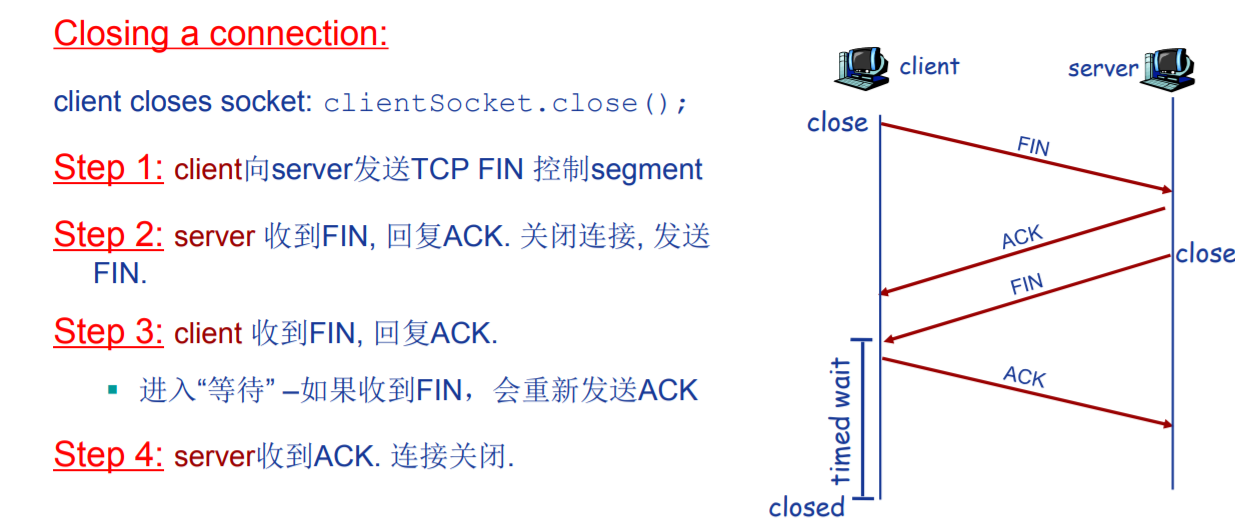 Closing a connection:
client closes socket: clientSocket.close();
Step 1: client向server发送TCP FIN 控制segment
Step 2: server 收到FIN, 回复ACK. 关闭连接, 发送
FIN.
Step 3: client 收到FIN, 回复ACK.
▪ 进入“等待” –如果收到FIN，会重新发送ACK
Step 4: server收到ACK. 连接关闭.
client
server
close
FIN
ACK
close
FIN
timed wait
ACK
closed